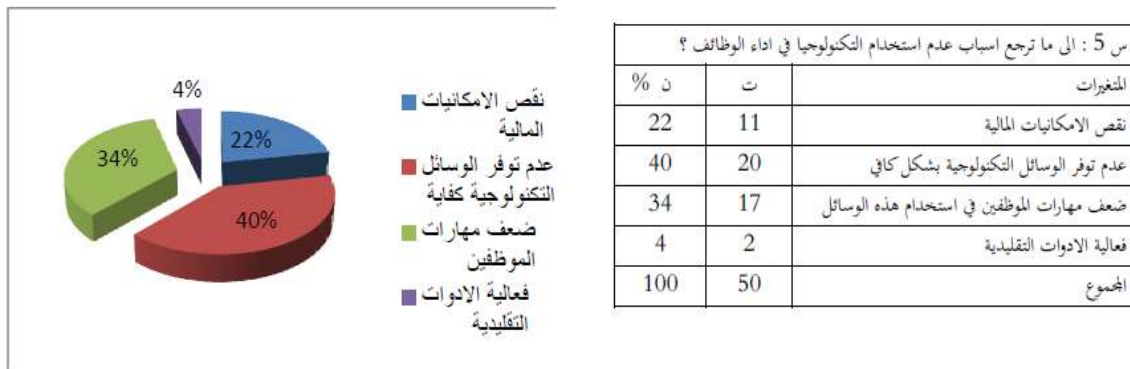 س 5 : الى ما ترجع اسباب عدم استخدام التكنولوجيا في اداء الوظائف ؟
المتغيرات ت ن %
نقص الامكانيات المالية 11 22
عدم توفر الوسائل التكنولوجية بشكل كافي 20 40
ضعف مهارات الموظفين في استخدام هذه الوسائل 17 34
فعالية الادوات التقليدية 2 4
المجموع 50 100
نقص الامكانيات
المالية
عدم توفر الوسائل
التكنولوجية كفاية
ضعف مهارات
الموظفين
فعالية الادوات
التقليدية
4%
22%
34%
40%